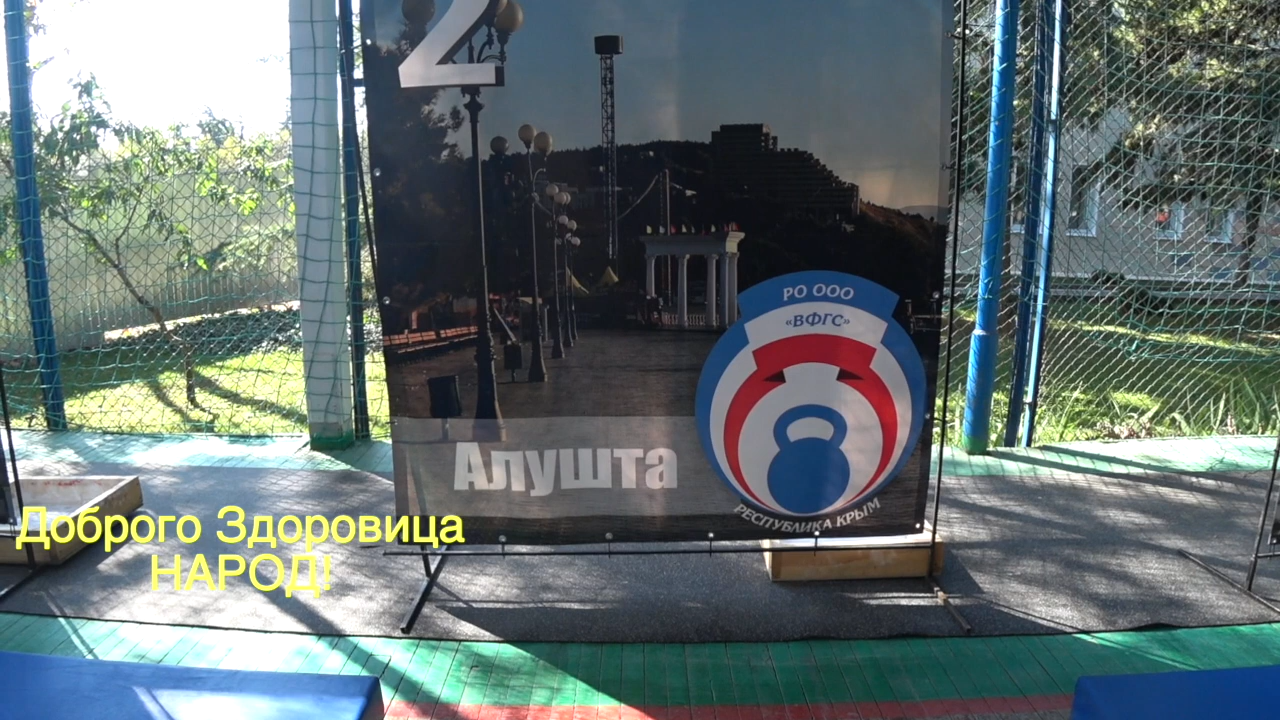 2
РО ООО
«ВФГС»
Алушта
РЕСПУБЛИКА КРЫМ
Доброго Здоровица
НАРОД!